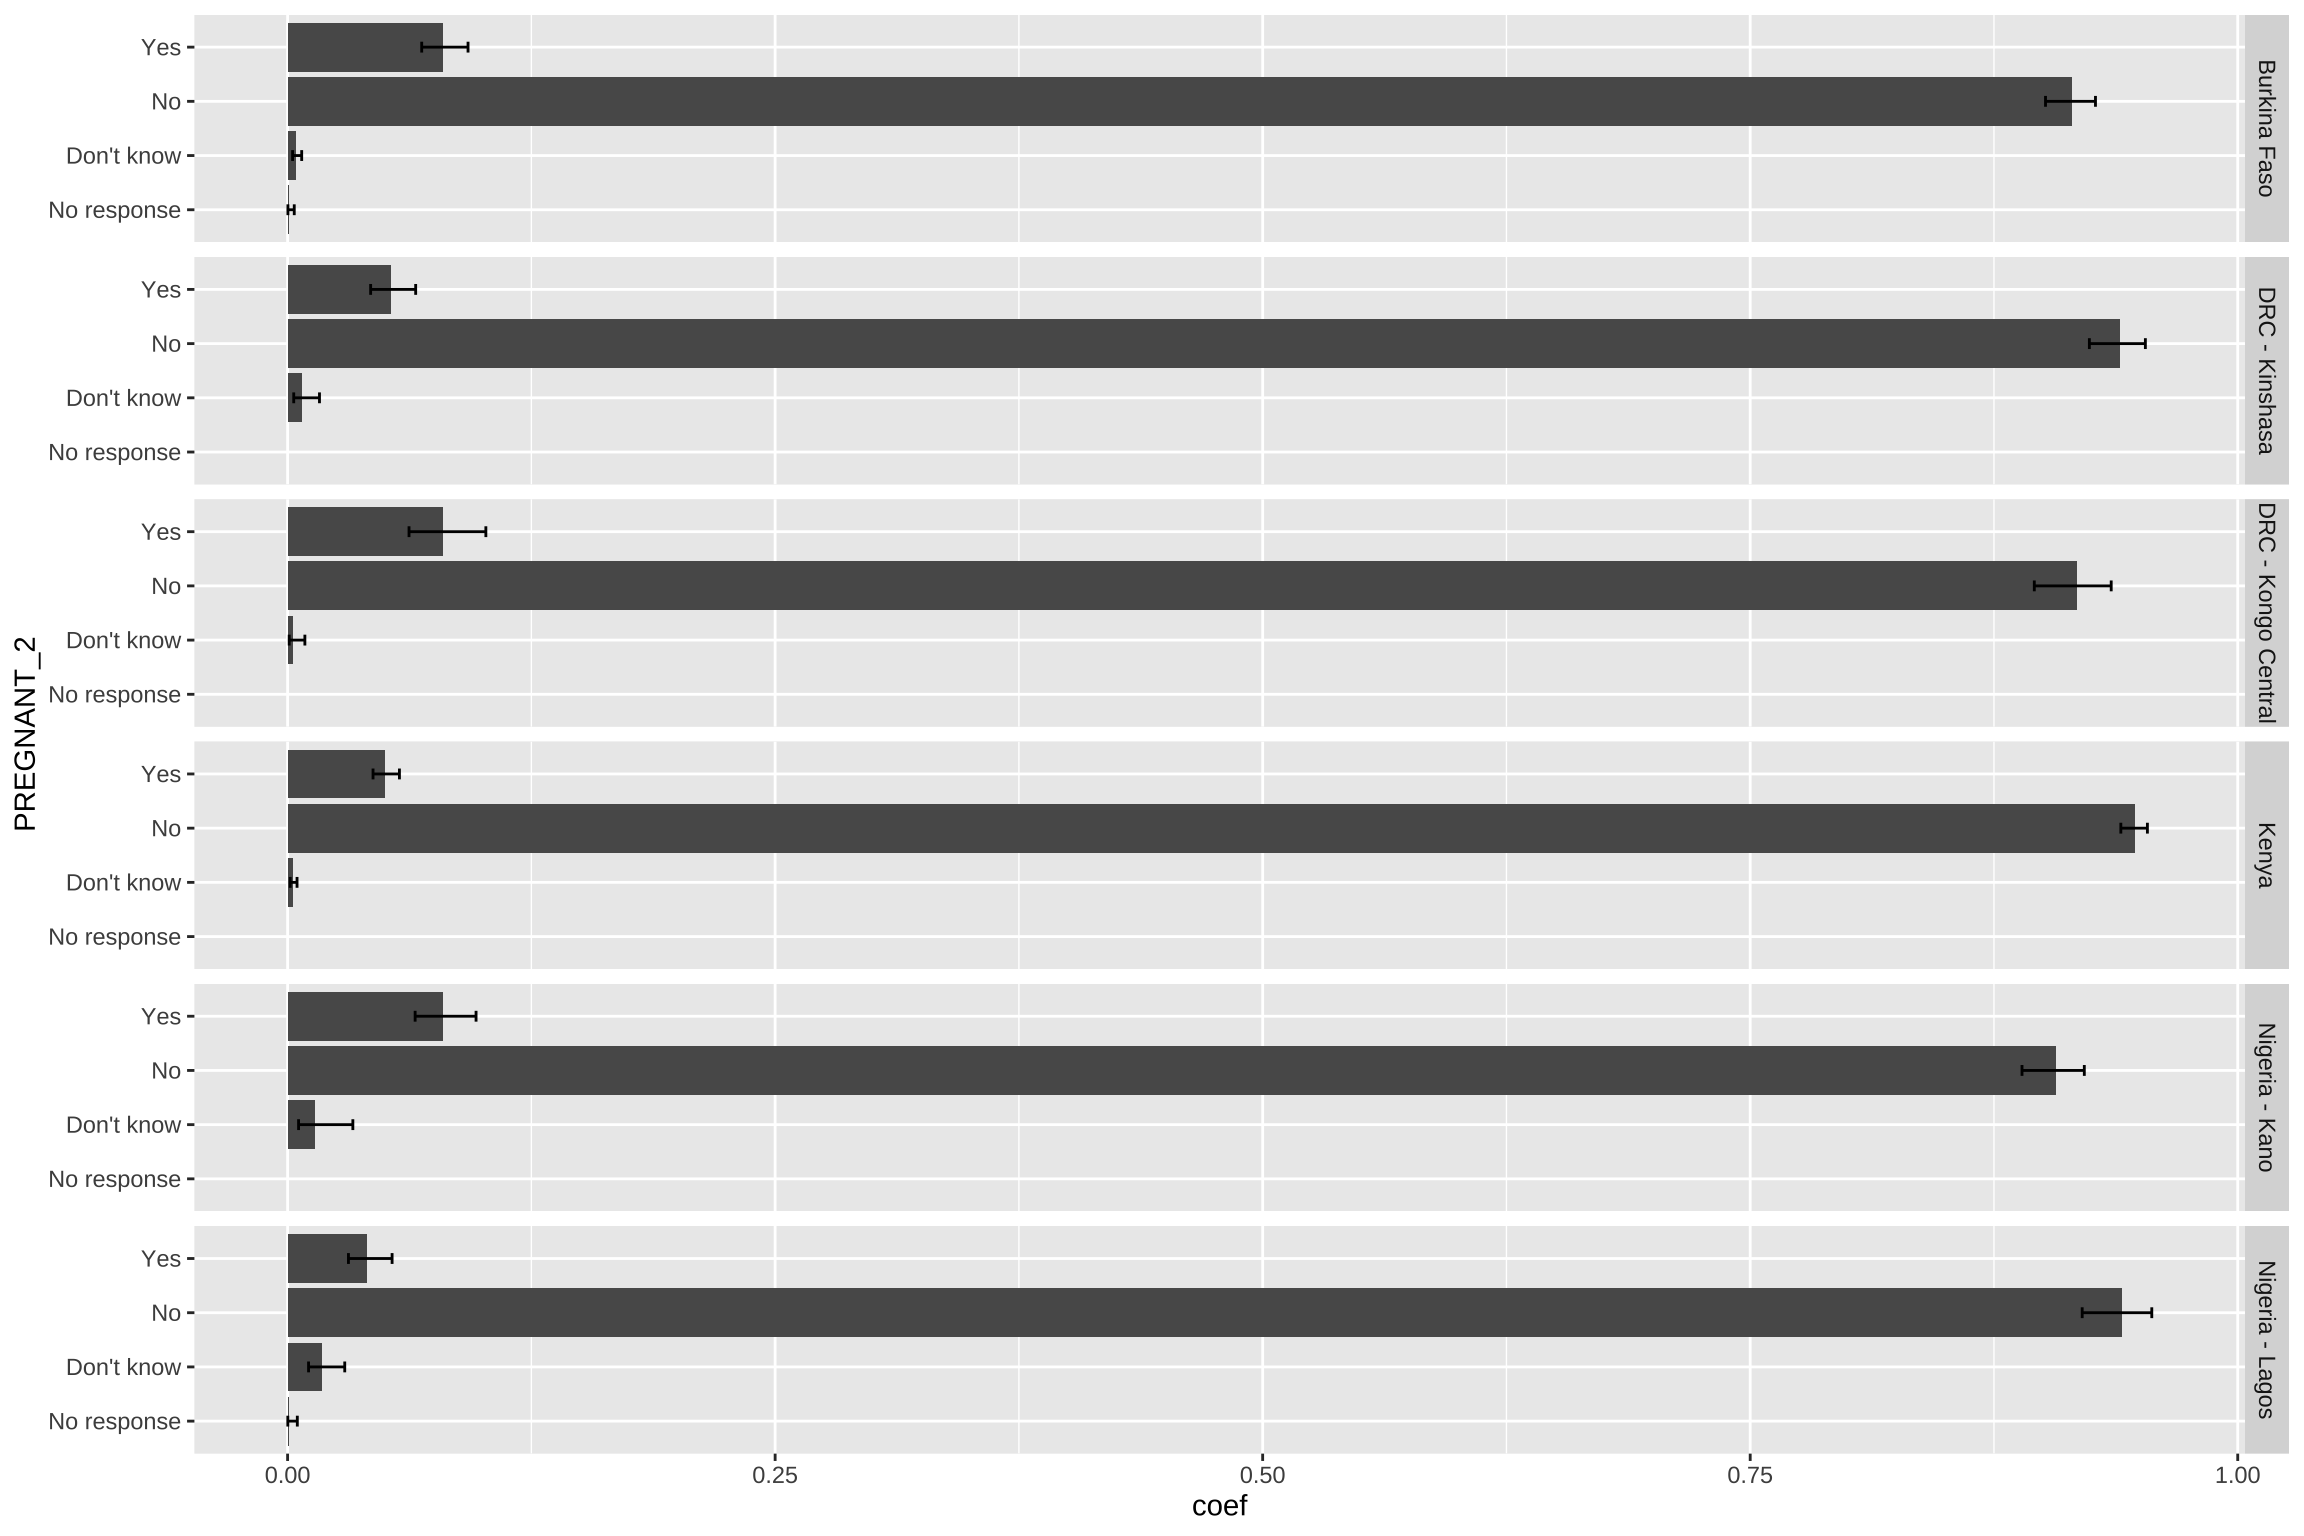 Yes
No
Don't know
No response
Burkina Faso
Yes
No
Don't know
No response
DRC - Kinshasa
Yes
No
Don't know
No response
DRC - Kongo Central
Yes
No
Don't know
No response
Kenya
Yes
No
Don't know
No response
Nigeria - Kano
Yes
No
Don't know
No response
Nigeria - Lagos
PREGNANT_2
0.00 0.25 0.50 0.75 1.00
coef